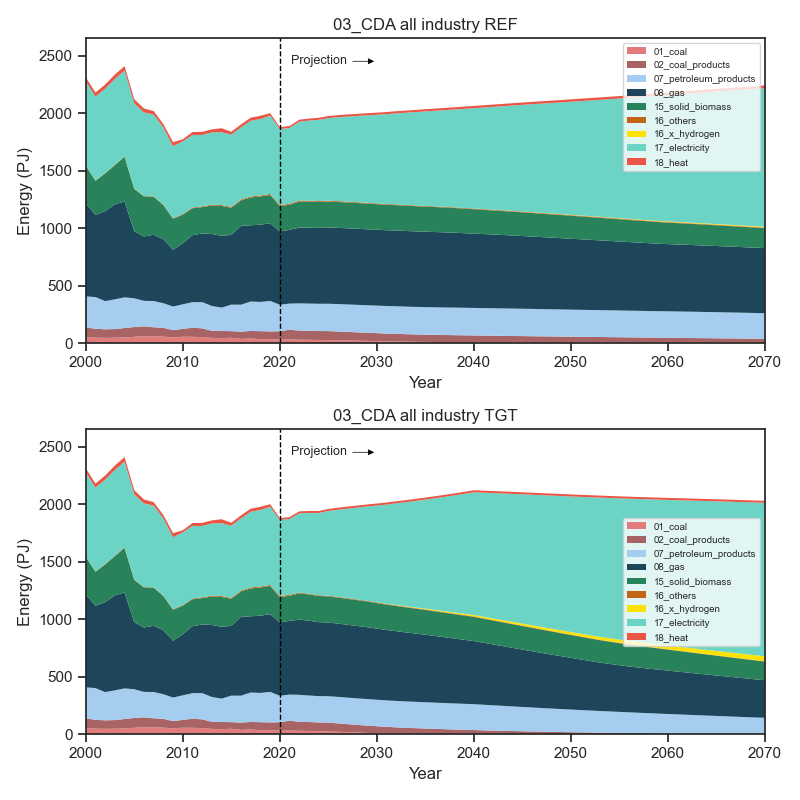 03_CDA all industry REF
Energy (PJ)
2500
2000
1500
1000
500
0
Projection
01_coal
02_coal_products
07_petroleum_products
08_gas
15_solid_biomass
16_others
16_x_hydrogen
17_electricity
18_heat
2000 2010 2020 2030 2040 2050 2060 2070
Year
03_CDA all industry TGT
Energy (PJ)
2500
2000
1500
1000
500
0
Projection
01_coal
02_coal_products
07_petroleum_products
08_gas
15_solid_biomass
16_others
16_x_hydrogen
17_electricity
18_heat
2000 2010 2020 2030 2040 2050 2060 2070
Year